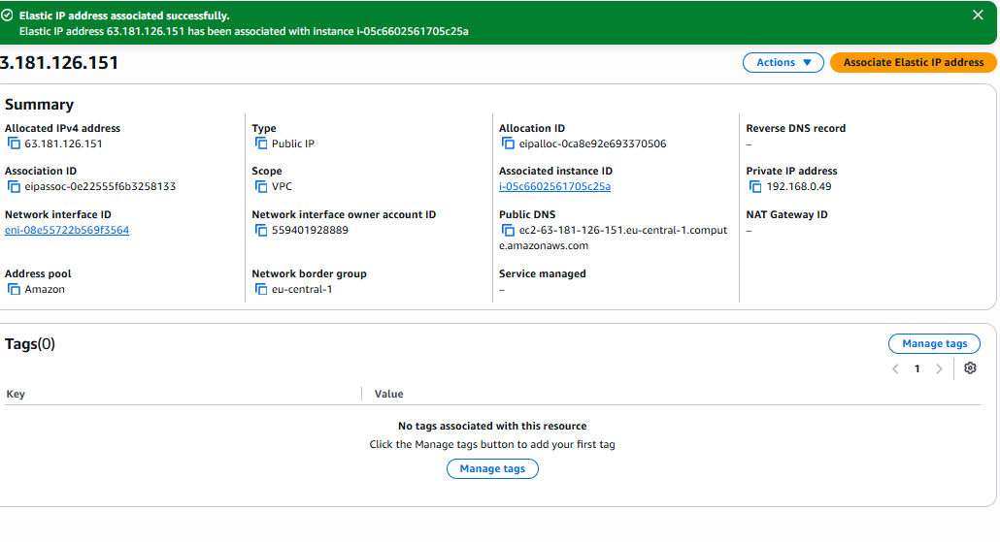 Elastic IP address associated successfully.
Elastic IP address 63.181.126.151 has been associated with instance i-05c6602561705c25a
3.181.126.151
Actions
Associate Elastic IP address
Summary
Allocated IPv4 address
63.181.126.151
Type
Public IP
Allocation ID
eipalloc-0ca8e92e693370506
Reverse DNS record
–
Association ID
eipassoc-0e22555f6b3258133
Scope
VPC
Associated instance ID
i-05c6602561705c25a
Private IP address
192.168.0.49
Network interface ID
eni-08e55722b569f3564
Network interface owner account ID
559401928889
Public DNS
ec2-63-181-126-151.eu-central-1.comput
e.amazonaws.com
NAT Gateway ID
–
Address pool
Amazon
Network border group
eu-central-1
Service managed
–
Tags(0)
Manage tags
1
Key
Value
No tags associated with this resource
Click the Manage tags button to add your first tag
Manage tags